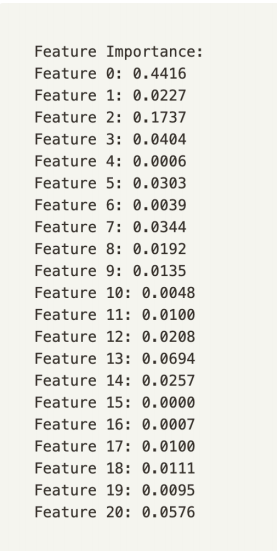 Feature Importance:
Feature 0: 0.4416
Feature 1: 0.0227
Feature 2: 0.1737
Feature 3: 0.0404
Feature 4: 0.0006
Feature 5: 0.0303
Feature 6: 0.0039
Feature 7: 0.0344
Feature 8: 0.0192
Feature 9: 0.0135
Feature 10: 0.0048
Feature 11: 0.0100
Feature 12: 0.0208
Feature 13: 0.0694
Feature 14: 0.0257
Feature 15: 0.0000
Feature 16: 0.0007
Feature 17: 0.0100
Feature 18: 0.0111
Feature 19: 0.0095
Feature 20: 0.0576